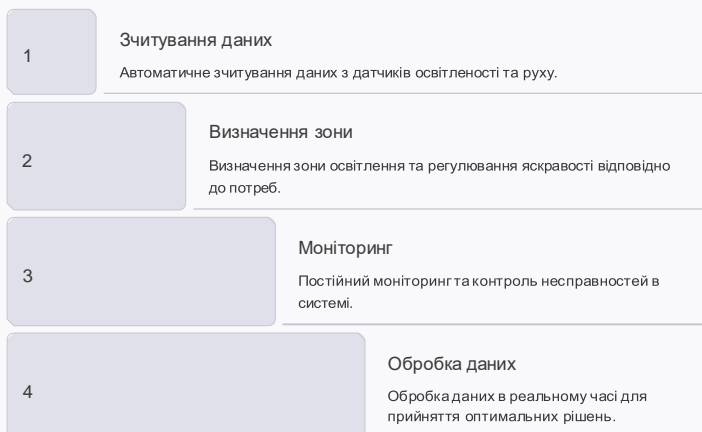 1
Зчитування даних
Автоматичне зчитування даних з датчиків освітленості та руху.
2
Визначення зони
Визначення зони освітлення та регулювання яскравості відповідно
до потреб.
3
Моніторинг
Постійний моніторинг та контроль несправностей в
системі.
4
Обробка даних
Обробка даних в реальному часі для
прийняття оптимальних рішень.